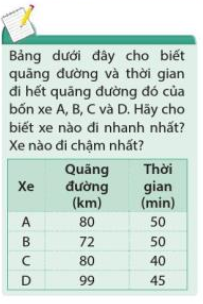 Bảng dưới đây cho biết
quãng đường và thời gian
đi hết quãng đường đó của
bốn xe A, B, C và D. Hãy cho
biết xe nào đi nhanh nhất?
Xe nào đi chậm nhất?
Xe Quãng đường (km) Thời gian (min)
A 80 50
B 72 50
C 80 40
D 99 45